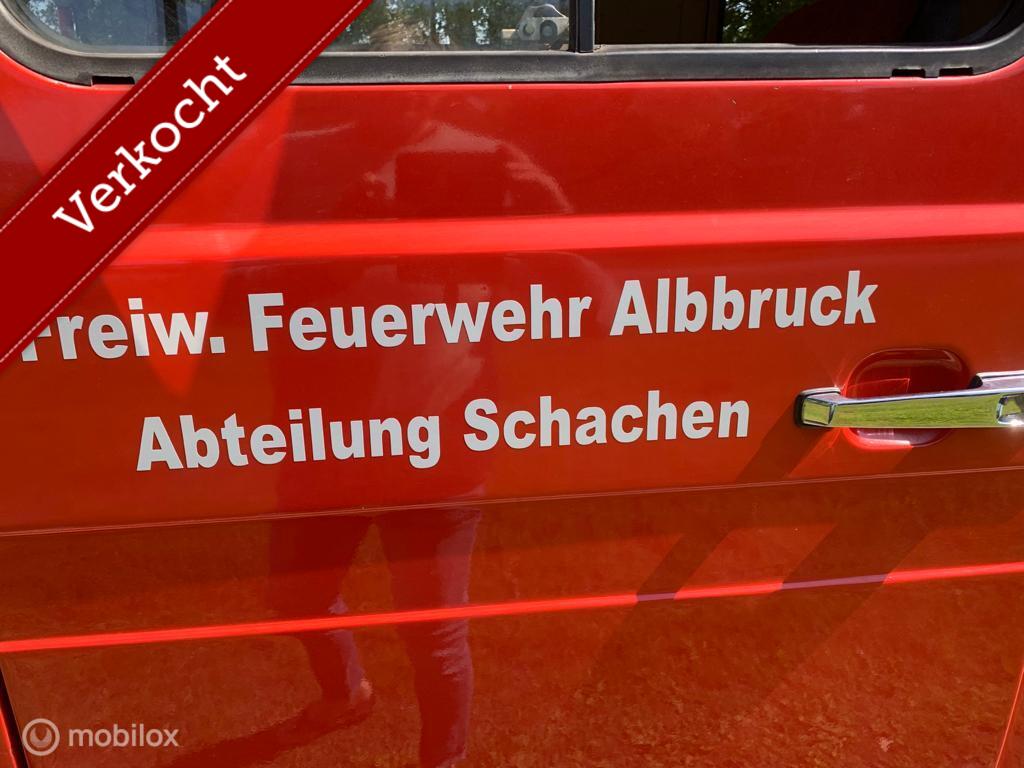 Verkocht
Freiw. Feuerwehr Albbruck
Abteilung Schachen
mobilox